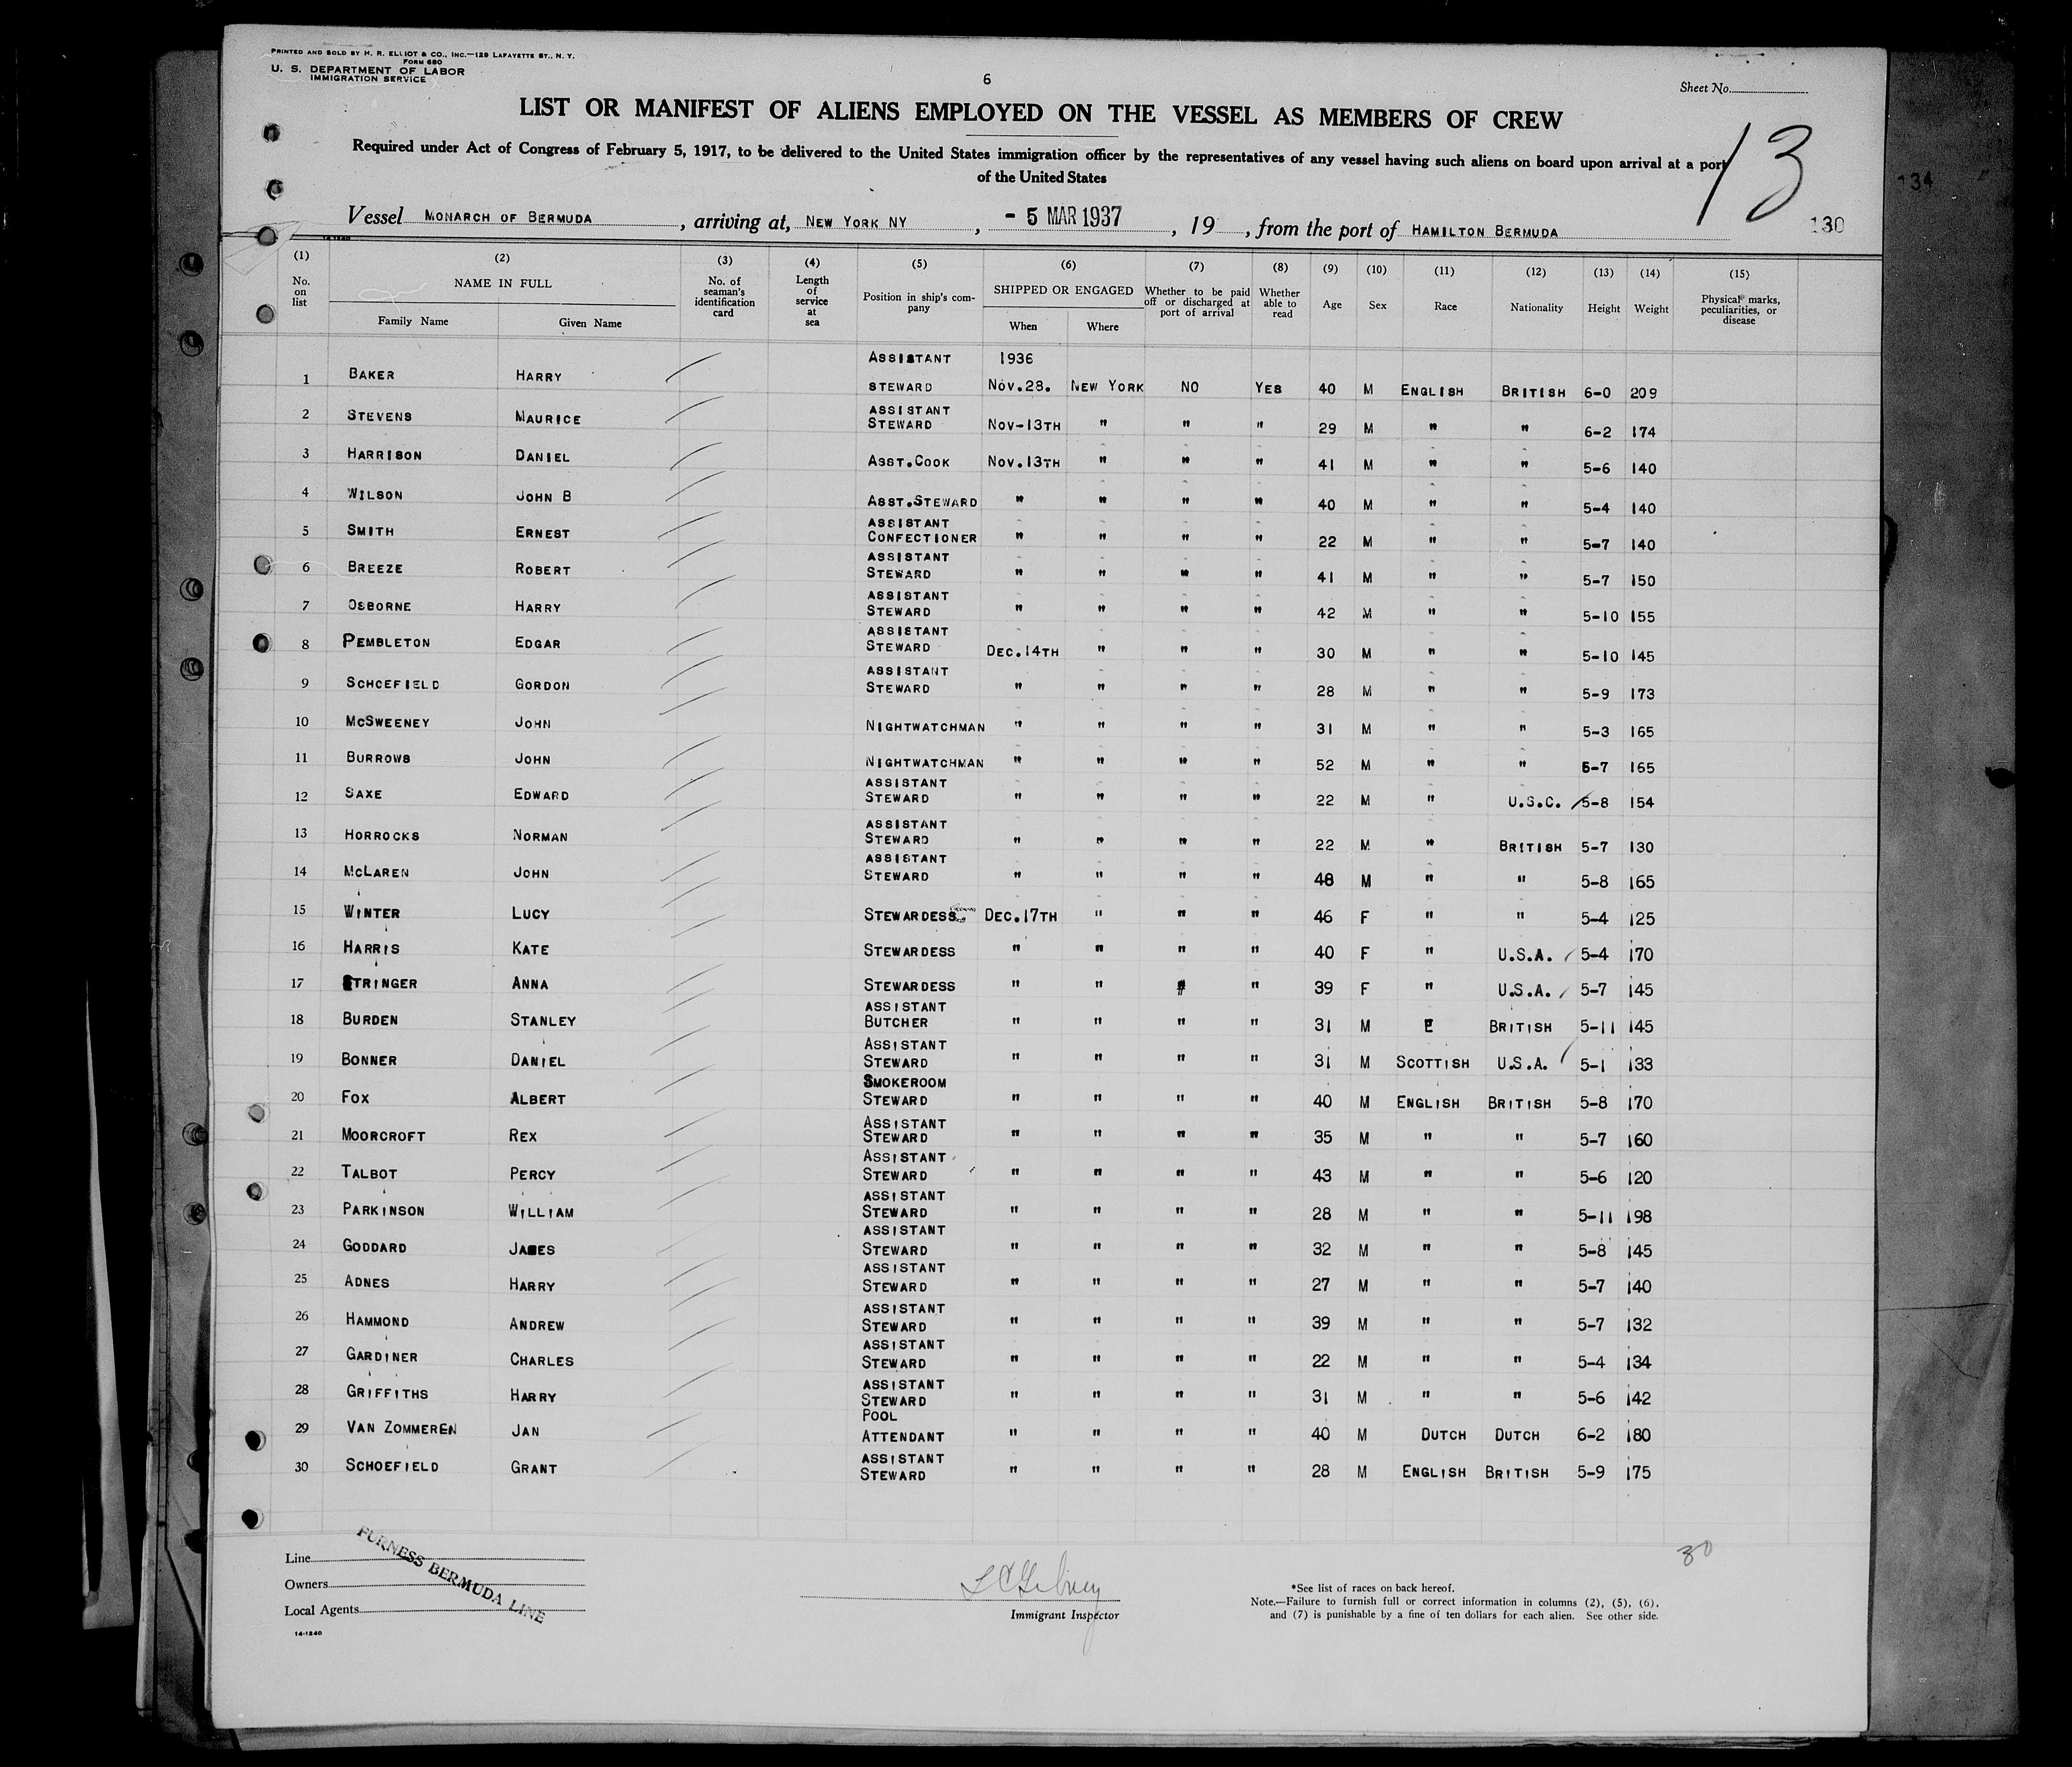 PRINTED AND SOLD BY H. R. ELLIOT & CO., INC.—129 LAFAYETTE ST., N. Y.
FORM 680
U. S. DEPARTMENT OF LABOR
IMMIGRATION SERVICE
6
Sheet No.
LIST OR MANIFEST OF ALIENS EMPLOYED ON THE VESSEL AS MEMBERS OF CREW
13
Required under Act of Congress of February 5, 1917, to be delivered to the United States immigration officer by the representatives of any vessel having such aliens on board upon arrival at a port
of the United States
134
Vessel MONARCH OF BERMUDA, arriving at, NEW YORK NY, - 5 MAR 1937, 19, from the port of HAMILTON BERMUDA
130
(1) No. on list (2) NAME IN FULL Family Name Given Name (3) No. of seaman's identification card (4) Length of service at sea (5) Position in ship's company (6) SHIPPED OR ENGAGED When Where (7) Whether to be paid off or discharged at port of arrival (8) Whether able to read (9) Age (10) Sex (11) Race (12) Nationality (13) Height (14) Weight (15) Physical marks, peculiarities, or disease
1 BAKER HARRY ASSISTANT STEWARD 1936 NOV.28. NEW YORK NO YES 40 M ENGLISH BRITISH 6-0 209
2 STEVENS MAURICE ASSISTANT STEWARD NOV-13TH " " " 29 M " " 6-2 174
3 HARRISON DANIEL ASST.COOK NOV.13TH " " " 41 M " " 5-6 140
4 WILSON JOHN B ASST.STEWARD " " " " 40 M " " 5-4 140
5 SMITH ERNEST ASSISTANT CONFECTIONER " " " " 22 M " " 5-7 140
6 BREEZE ROBERT ASSISTANT STEWARD " " " " 41 M " " 5-7 150
7 OSBORNE HARRY ASSISTANT STEWARD " " " " 42 M " " 5-10 155
8 PEMBLETON EDGAR ASSISTANT STEWARD DEC.14TH " " " 30 M " " 5-10 145
9 SCHOEFIELD GORDON ASSISTANT STEWARD " " " " 28 M " " 5-9 173
10 MCSWEENEY JOHN NIGHTWATCHMAN " " " " 31 M " " 5-3 165
11 BURROWS JOHN NIGHTWATCHMAN " " " " 52 M " " 5-7 165
12 SAXE EDWARD ASSISTANT STEWARD " " " " 22 M " U.S.C. 5-8 154
13 HORROCKS NORMAN ASSISTANT STEWARD " " " " 22 M " BRITISH 5-7 130
14 MCLAREN JOHN ASSISTANT STEWARD " " " " 48 M " " 5-8 165
15 WINTER LUCY STEWARDESS DEC.17TH " " " 46 F " " 5-4 125
16 HARRIS KATE STEWARDESS " " " " 40 F " U.S.A. 5-4 170
17 STRINGER ANNA STEWARDESS " " " " 39 F " U.S.A. 5-7 145
18 BURDEN STANLEY ASSISTANT BUTCHER " " " " 31 M E BRITISH 5-11 145
19 BONNER DANIEL ASSISTANT STEWARD " " " " 31 M SCOTTISH U.S.A. 5-1 133
20 FOX ALBERT SMOKEROOM STEWARD " " " " 40 M ENGLISH BRITISH 5-8 170
21 MOORCROFT REX ASSISTANT STEWARD " " " " 35 M " " 5-7 160
22 TALBOT PERCY ASSISTANT STEWARD " " " " 43 M " " 5-6 120
23 PARKINSON WILLIAM ASSISTANT STEWARD " " " " 28 M " " 5-11 198
24 GODDARD JAMES ASSISTANT STEWARD " " " " 32 M " " 5-8 145
25 ADNES HARRY ASSISTANT STEWARD " " " " 27 M " " 5-7 140
26 HAMMOND ANDREW ASSISTANT STEWARD " " " " 39 M " " 5-7 132
27 GARDINER CHARLES ASSISTANT STEWARD " " " " 22 M " " 5-4 134
28 GRIFFITHS HARRY ASSISTANT STEWARD " " " " 31 M " " 5-6 142
29 VAN ZOMMEREN JAN POOL ATTENDANT " " " " 40 M DUTCH DUTCH 6-2 180
30 SCHOEFIELD GRANT ASSISTANT STEWARD " " " " 28 M ENGLISH BRITISH 5-9 175
30
Line
Owners
Local Agents
FURNESS BERMUDA LINE
14-1240
Immigrant Inspector
*See list of races on back hereof.
Note.—Failure to furnish full or correct information in columns (2), (5), (6),
and (7) is punishable by a fine of ten dollars for each alien. See other side.